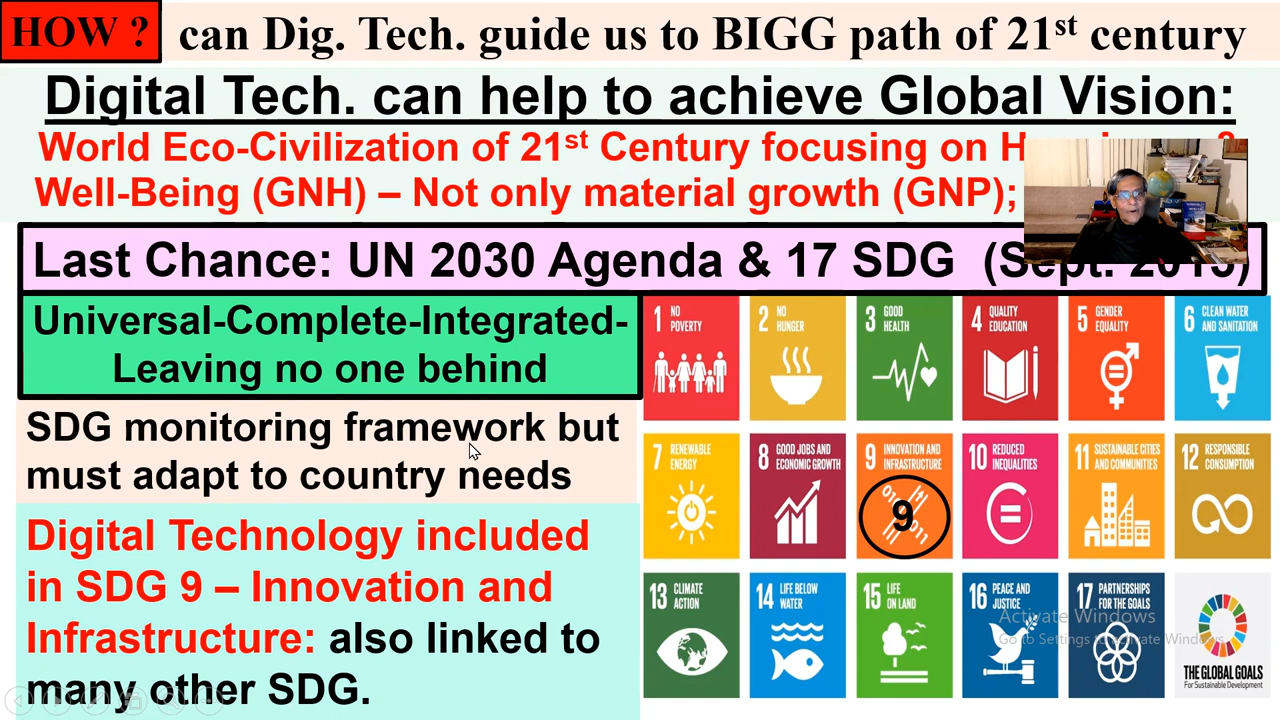 HOW ? can Dig. Tech. guide us to BIGG path of 21st century
Digital Tech. can help to achieve Global Vision:
World Eco-Civilization of 21st Century focusing on
Well-Being (GNH) – Not only material growth (GNP);
Last Chance: UN 2030 Agenda & 17 SDG
Universal-Complete-Integrated-
Leaving no one behind
SDG monitoring framework but
must adapt to country needs
Digital Technology included
in SDG 9 – Innovation and
Infrastructure: also linked to
many other SDG.
1 NO
POVERTY
2 NO
HUNGER
3 GOOD
HEALTH
4 QUALITY
EDUCATION
5 GENDER
EQUALITY
6 CLEAN WATER
AND SANITATION
7 RENEWABLE
ENERGY
8 GOOD JOBS AND
ECONOMIC GROWTH
9 INNOVATION AND
INFRASTRUCTURE
9
10 REDUCED
INEQUALITIES
11 SUSTAINABLE CITIES
AND COMMUNITIES
12 RESPONSIBLE
CONSUMPTION
13 CLIMATE
ACTION
14 LIFE BELOW
WATER
15 LIFE
ON LAND
16 PEACE AND
JUSTICE
17 PARTNERSHIPS
FOR THE GOALS
THE GLOBAL GOALS
For Sustainable Development
Activate Windows
Go to Settings to activate Windows.